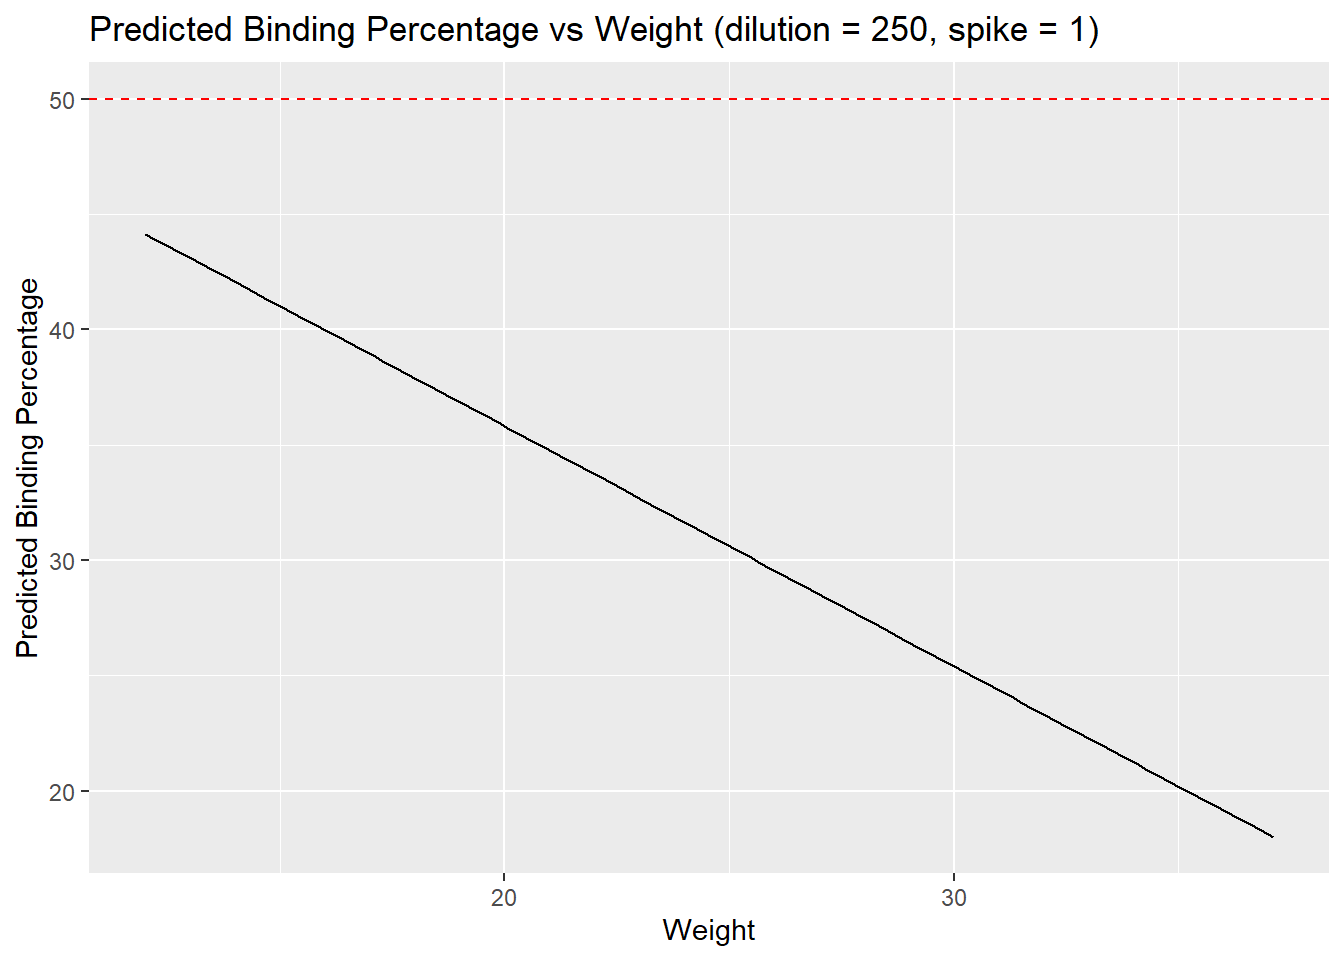 Predicted Binding Percentage vs Weight (dilution = 250, spike = 1)
Predicted Binding Percentage
50
40
30
20
20 30
Weight